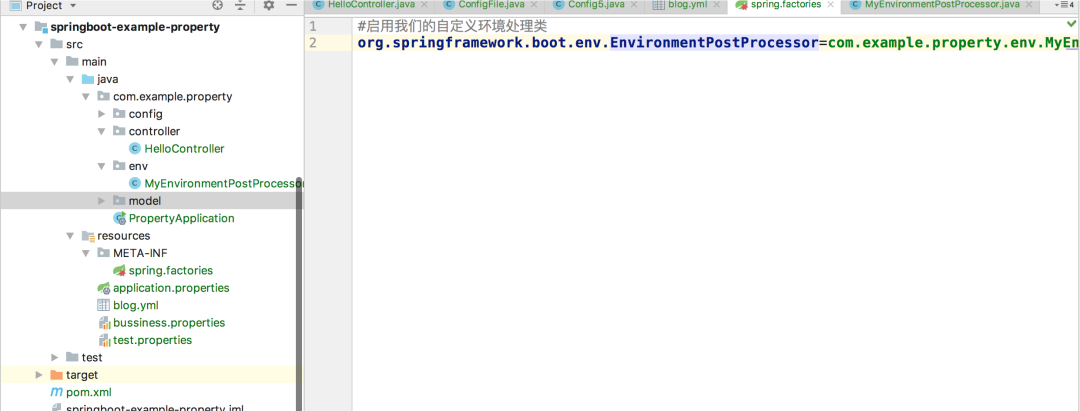 Project
HelloController.java
ConfigFile.java
Config5.java
blog.yml
spring.factories
MyEnvironmentPostProcessor.java
4
springboot-example-property
src
main
java
com.example.property
config
controller
HelloController
env
MyEnvironmentPostProcessor
model
PropertyApplication
resources
META-INF
spring.factories
application.properties
blog.yml
bussiness.properties
test.properties
test
target
pom.xml
springboot-example-property.iml
1 #启用我们的自定义环境处理类
2 org.springframework.boot.env.EnvironmentPostProcessor=com.example.property.env.MyEn